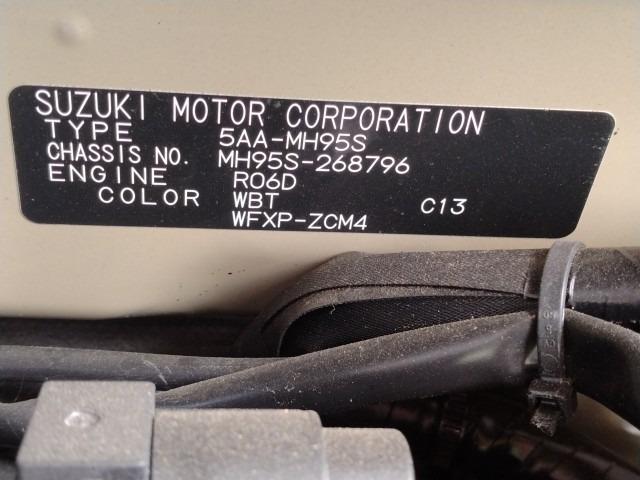 SUZUKI MOTOR CORPORATION
TYPE 5AA-MH95S
CHASSIS NO. MH95S-268796
ENGINE R06D
COLOR WBT C13
WFXP-ZCM4